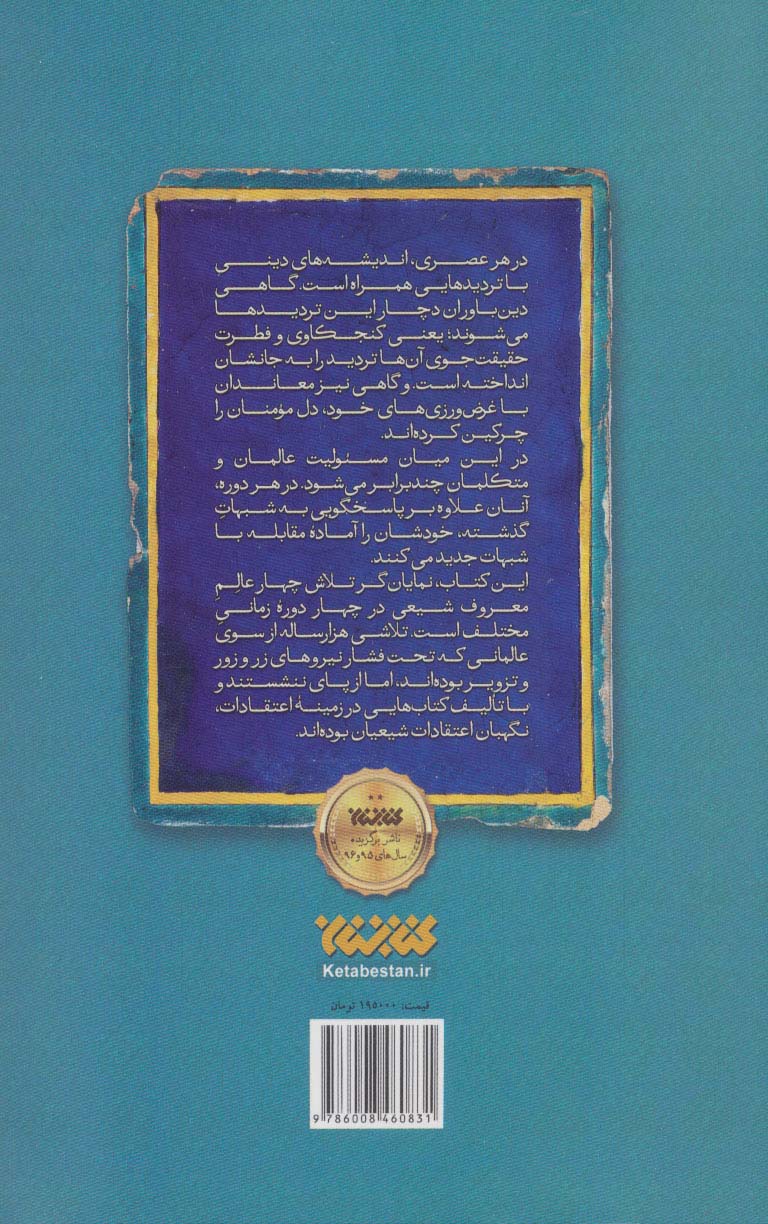 در هر عصری، اندیشه‌های دینی
با تردیدهایی همراه است. گاهی
دین‌باوران دچار این تردیدها
می‌شوند؛ یعنی کنجکاوی و فطرت
حقیقت‌جوی آن‌ها تردید را به جانشان
انداخته است. و گاهی نیز معاندان
با غرض‌ورزی‌های خود، دل مؤمنان را
چرکین کرده‌اند.
در این میان مسئولیت عالمان و
متکلمان چندبرابر می‌شود. در هر دوره،
آنان علاوه بر پاسخگویی به شبهاتِ
گذشته، خودشان را آمادهٔ مقابله با
شبهات جدید می‌کنند.
این کتاب، نمایان‌گر تلاش چهار عالِمِ
معروف شیعی در چهار دورهٔ زمانیِ
مختلف است. تلاشی هزارساله از سوی
عالمانی که تحت فشار نیروهای زر و زور
و تزویر بوده‌اند، اما از پای ننشستند و
با تألیف کتاب‌هایی در زمینهٔ اعتقادات،
نگهبان اعتقادات شیعیان بوده‌اند.
کتابستان
ناشر برگزیده
سال‌های ۹۵ و ۹۶
کتابستان
Ketabestan.ir
قیمت: ۱۹۵۰۰۰ تومان
9 786008 460831